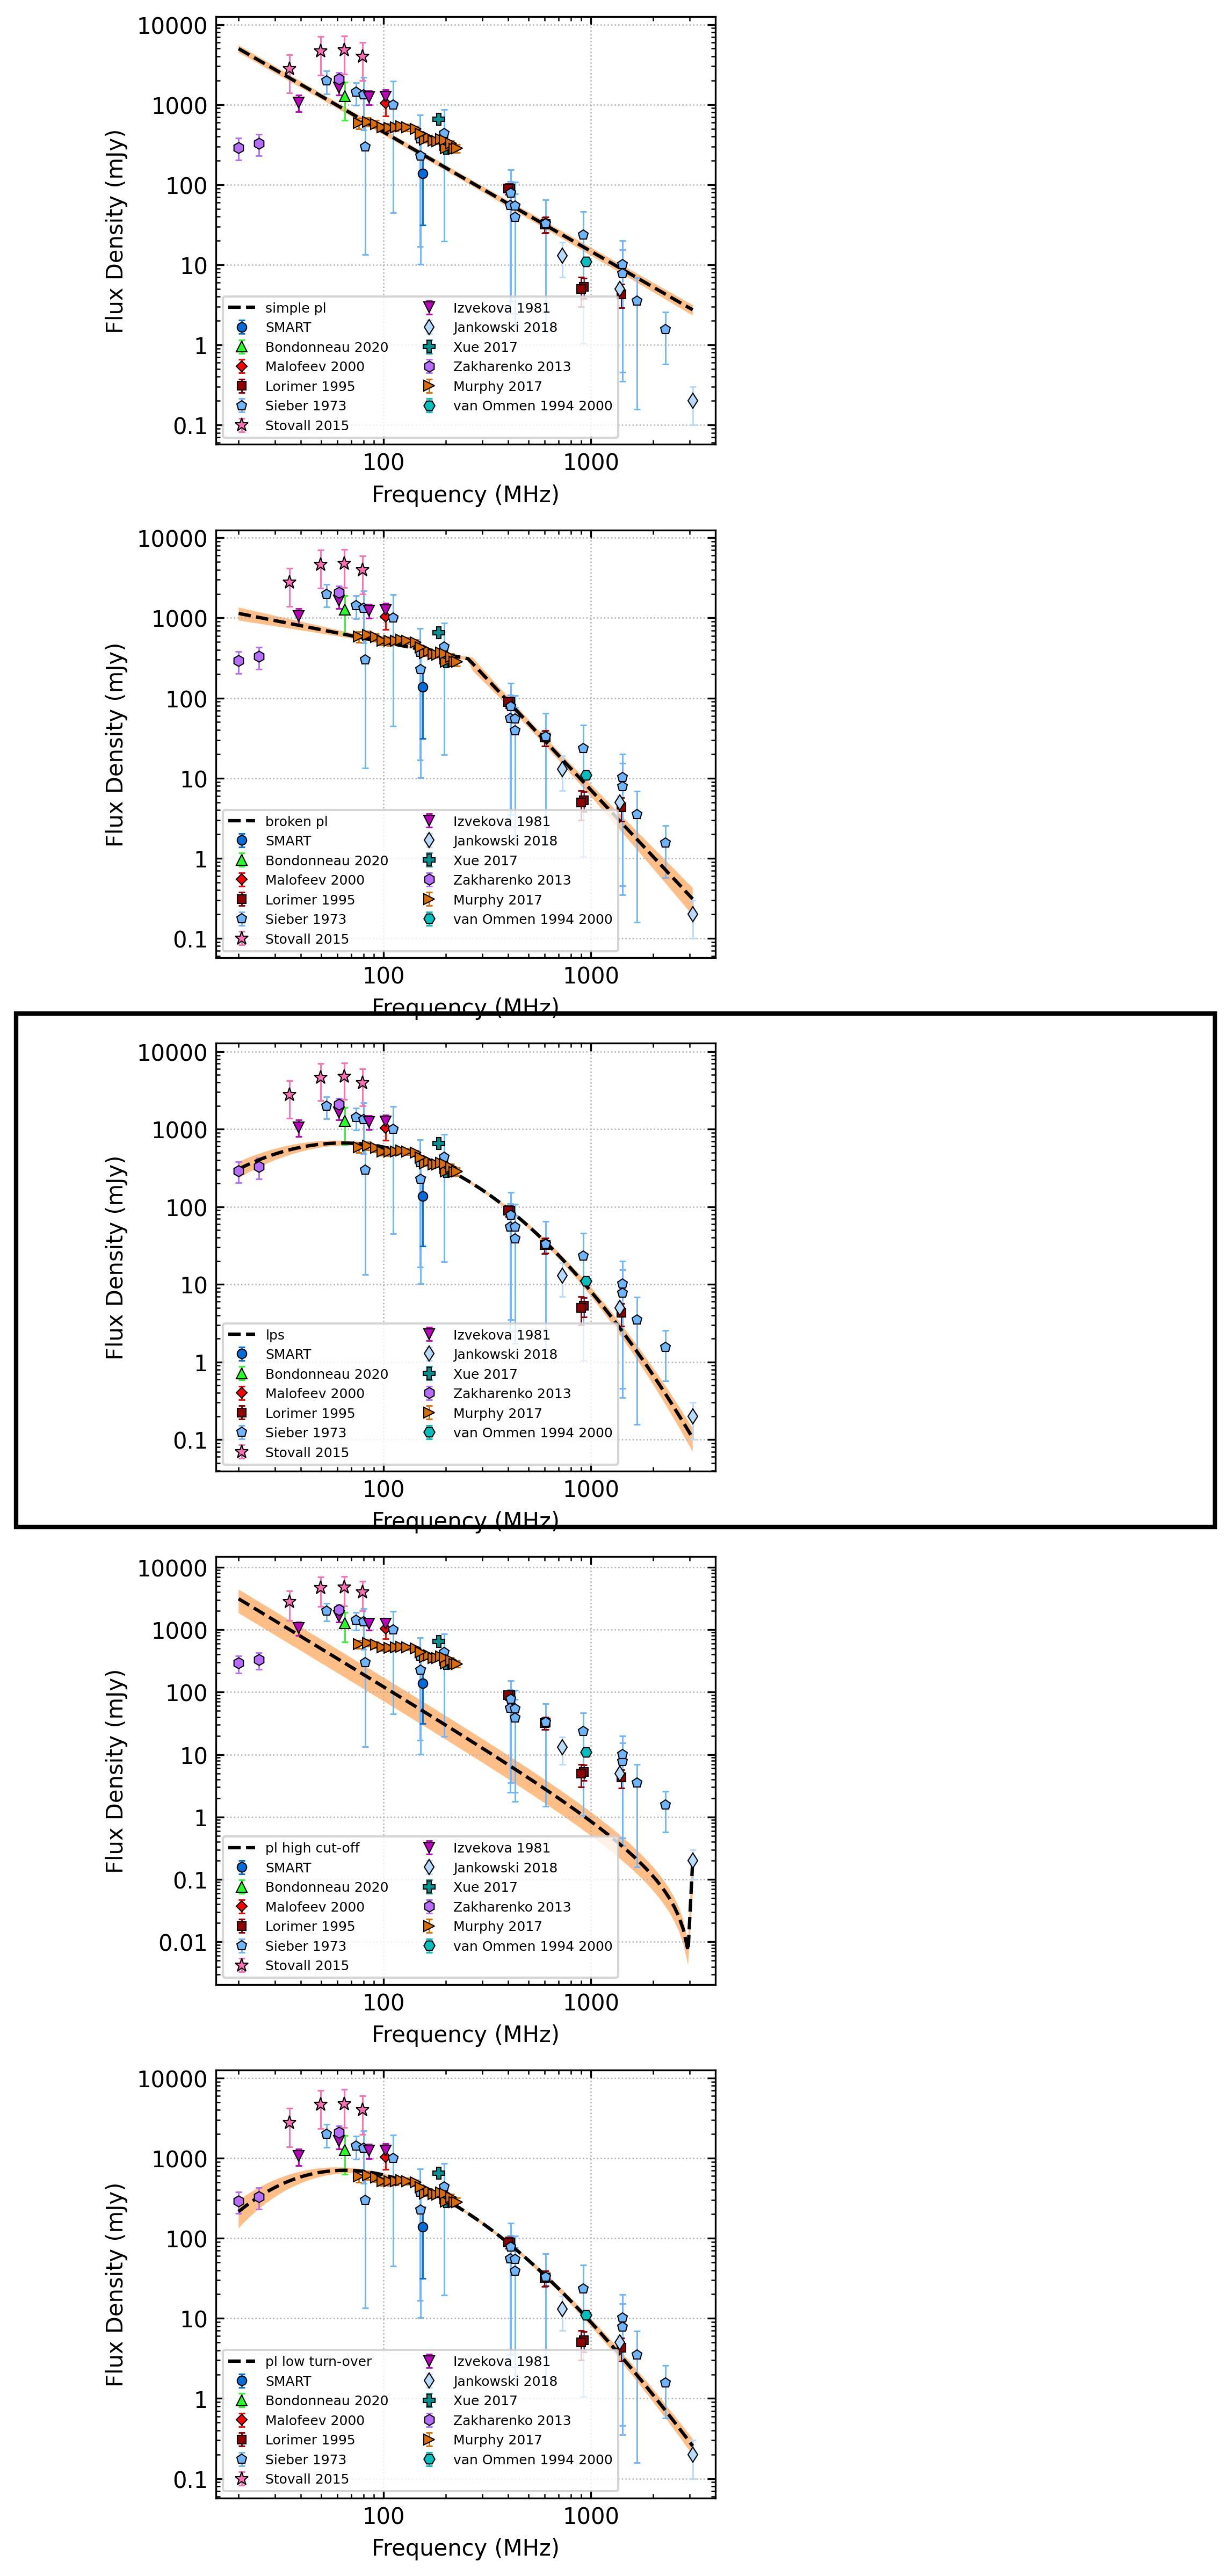 10000
1000
100
10
1
0.1
Flux Density (mJy)
simple pl
SMART
Bondonneau 2020
Malofeev 2000
Lorimer 1995
Sieber 1973
Stovall 2015
Izvekova 1981
Jankowski 2018
Xue 2017
Zakharenko 2013
Murphy 2017
van Ommen 1994 2000
100 1000
Frequency (MHz)
10000
1000
100
10
1
0.1
Flux Density (mJy)
broken pl
SMART
Bondonneau 2020
Malofeev 2000
Lorimer 1995
Sieber 1973
Stovall 2015
Izvekova 1981
Jankowski 2018
Xue 2017
Zakharenko 2013
Murphy 2017
van Ommen 1994 2000
100 1000
Frequency (MHz)
10000
1000
100
10
1
0.1
Flux Density (mJy)
lps
SMART
Bondonneau 2020
Malofeev 2000
Lorimer 1995
Sieber 1973
Stovall 2015
Izvekova 1981
Jankowski 2018
Xue 2017
Zakharenko 2013
Murphy 2017
van Ommen 1994 2000
100 1000
Frequency (MHz)
10000
1000
100
10
1
0.1
0.01
Flux Density (mJy)
pl high cut-off
SMART
Bondonneau 2020
Malofeev 2000
Lorimer 1995
Sieber 1973
Stovall 2015
Izvekova 1981
Jankowski 2018
Xue 2017
Zakharenko 2013
Murphy 2017
van Ommen 1994 2000
100 1000
Frequency (MHz)
10000
1000
100
10
1
0.1
Flux Density (mJy)
pl low turn-over
SMART
Bondonneau 2020
Malofeev 2000
Lorimer 1995
Sieber 1973
Stovall 2015
Izvekova 1981
Jankowski 2018
Xue 2017
Zakharenko 2013
Murphy 2017
van Ommen 1994 2000
100 1000
Frequency (MHz)